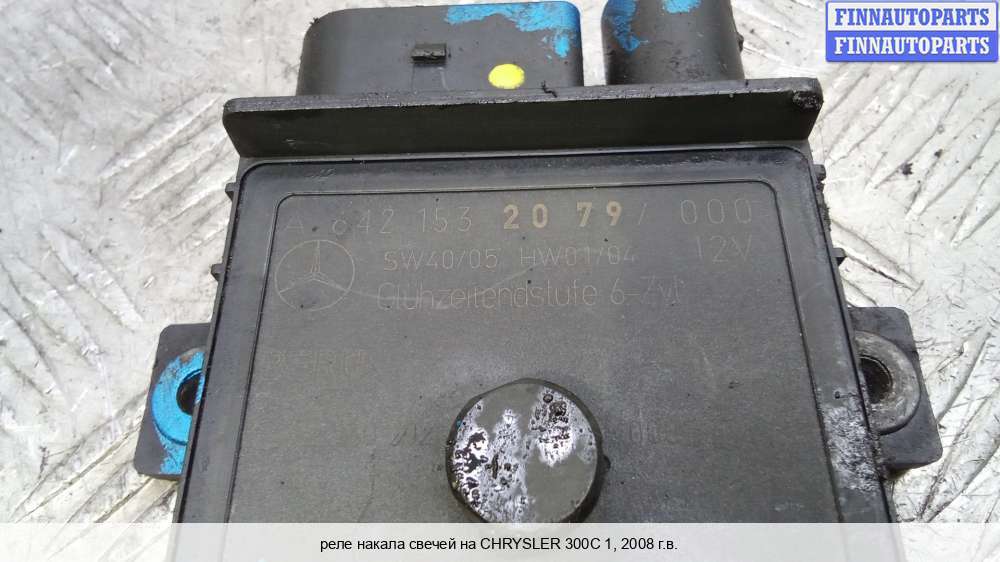 FINNAUTOPARTS
FINNAUTOPARTS
A 642 153 20 79 / 000
SW40/05 HW01/04 12V
Glühzeitendstufe 6-Zyl
реле накала свечей на CHRYSLER 300C 1, 2008 г.в.